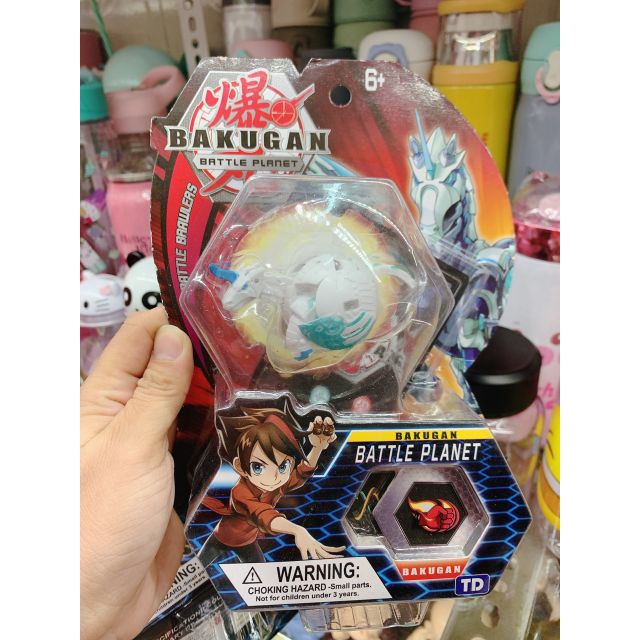 6+
爆
BAKUGAN
BATTLE PLANET
BATTLE BRAWLERS
BAKUGAN
BATTLE PLANET
BAKUGAN
TD
WARNING:
CHOKING HAZARD -Small parts.
Not for children under 3 years.